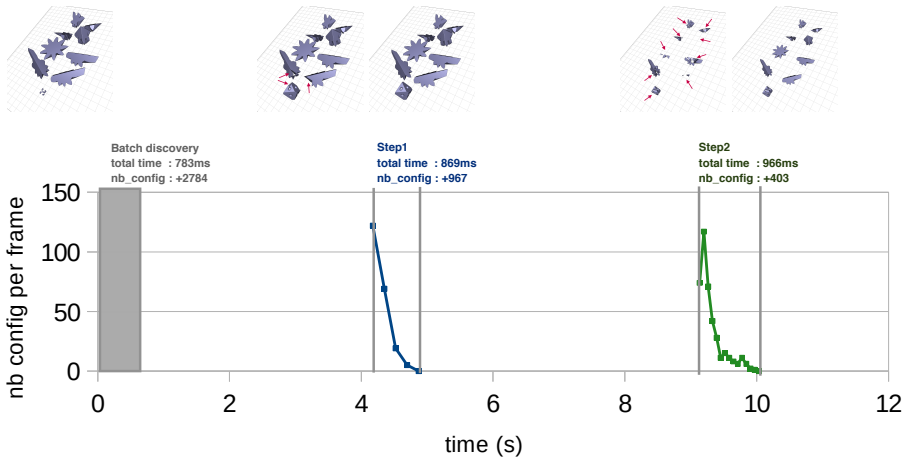 Batch discovery
total time : 783ms
nb_config : +2784
Step1
total time : 869ms
nb_config : +967
Step2
total time : 966ms
nb_config : +403
nb config per frame
150
100
50
0
0 2 4 6 8 10 12
time (s)